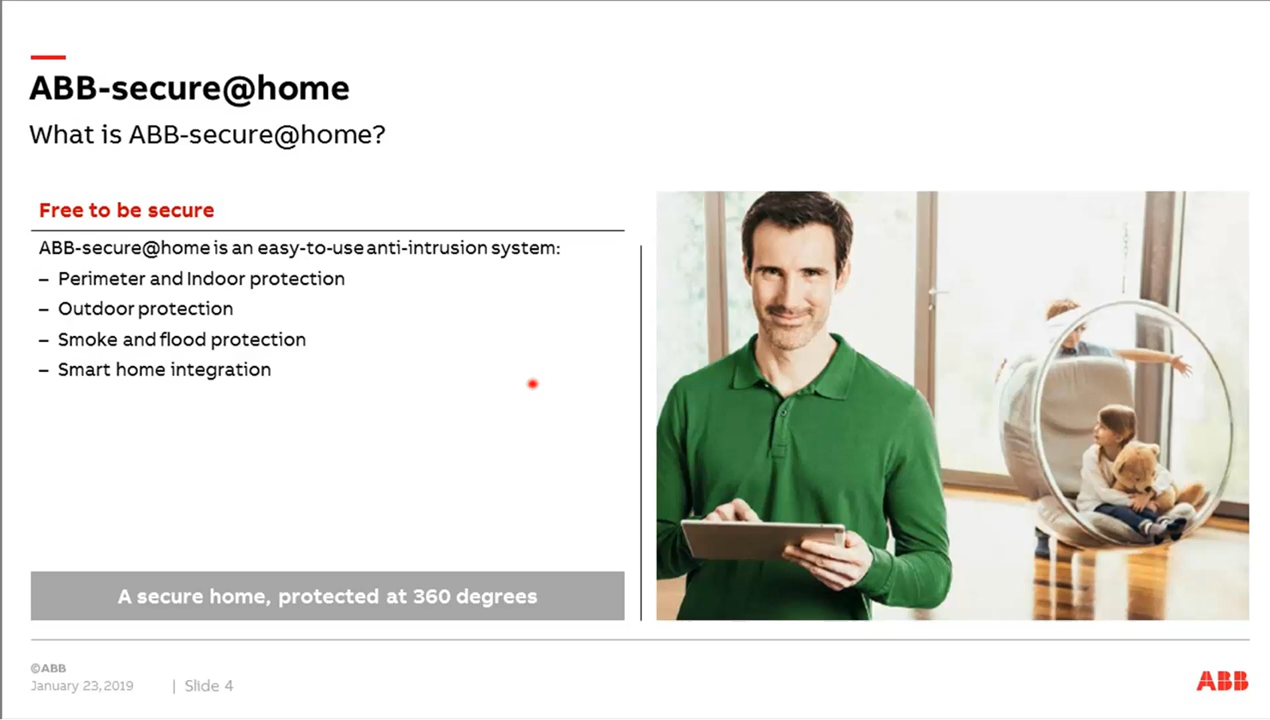 ABB-secure@home
What is ABB-secure@home?
Free to be secure
ABB-secure@home is an easy-to-use anti-intrusion system:
– Perimeter and Indoor protection
– Outdoor protection
– Smoke and flood protection
– Smart home integration
A secure home, protected at 360 degrees
©ABB
January 23, 2019 | Slide 4
ABB